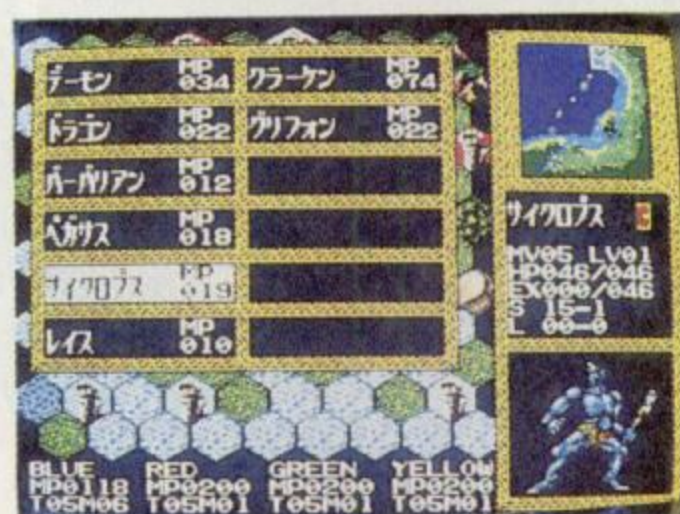 デーモン MP 034 クラーケン MP 074
ドラゴン MP 022 グリフォン MP 022
バーバリアン MP 012
ペガサス MP 018
サイクロプス MP 019
レイス MP 010
サイクロプス
MV05 LV01
HP046/046
EX000/046
S 15-1
L 00-0
BLUE RED GREEN YELLOW
MP0118 MP0200 MP0200 MP0200
T05M06 T05M01 T05M01 T05M01